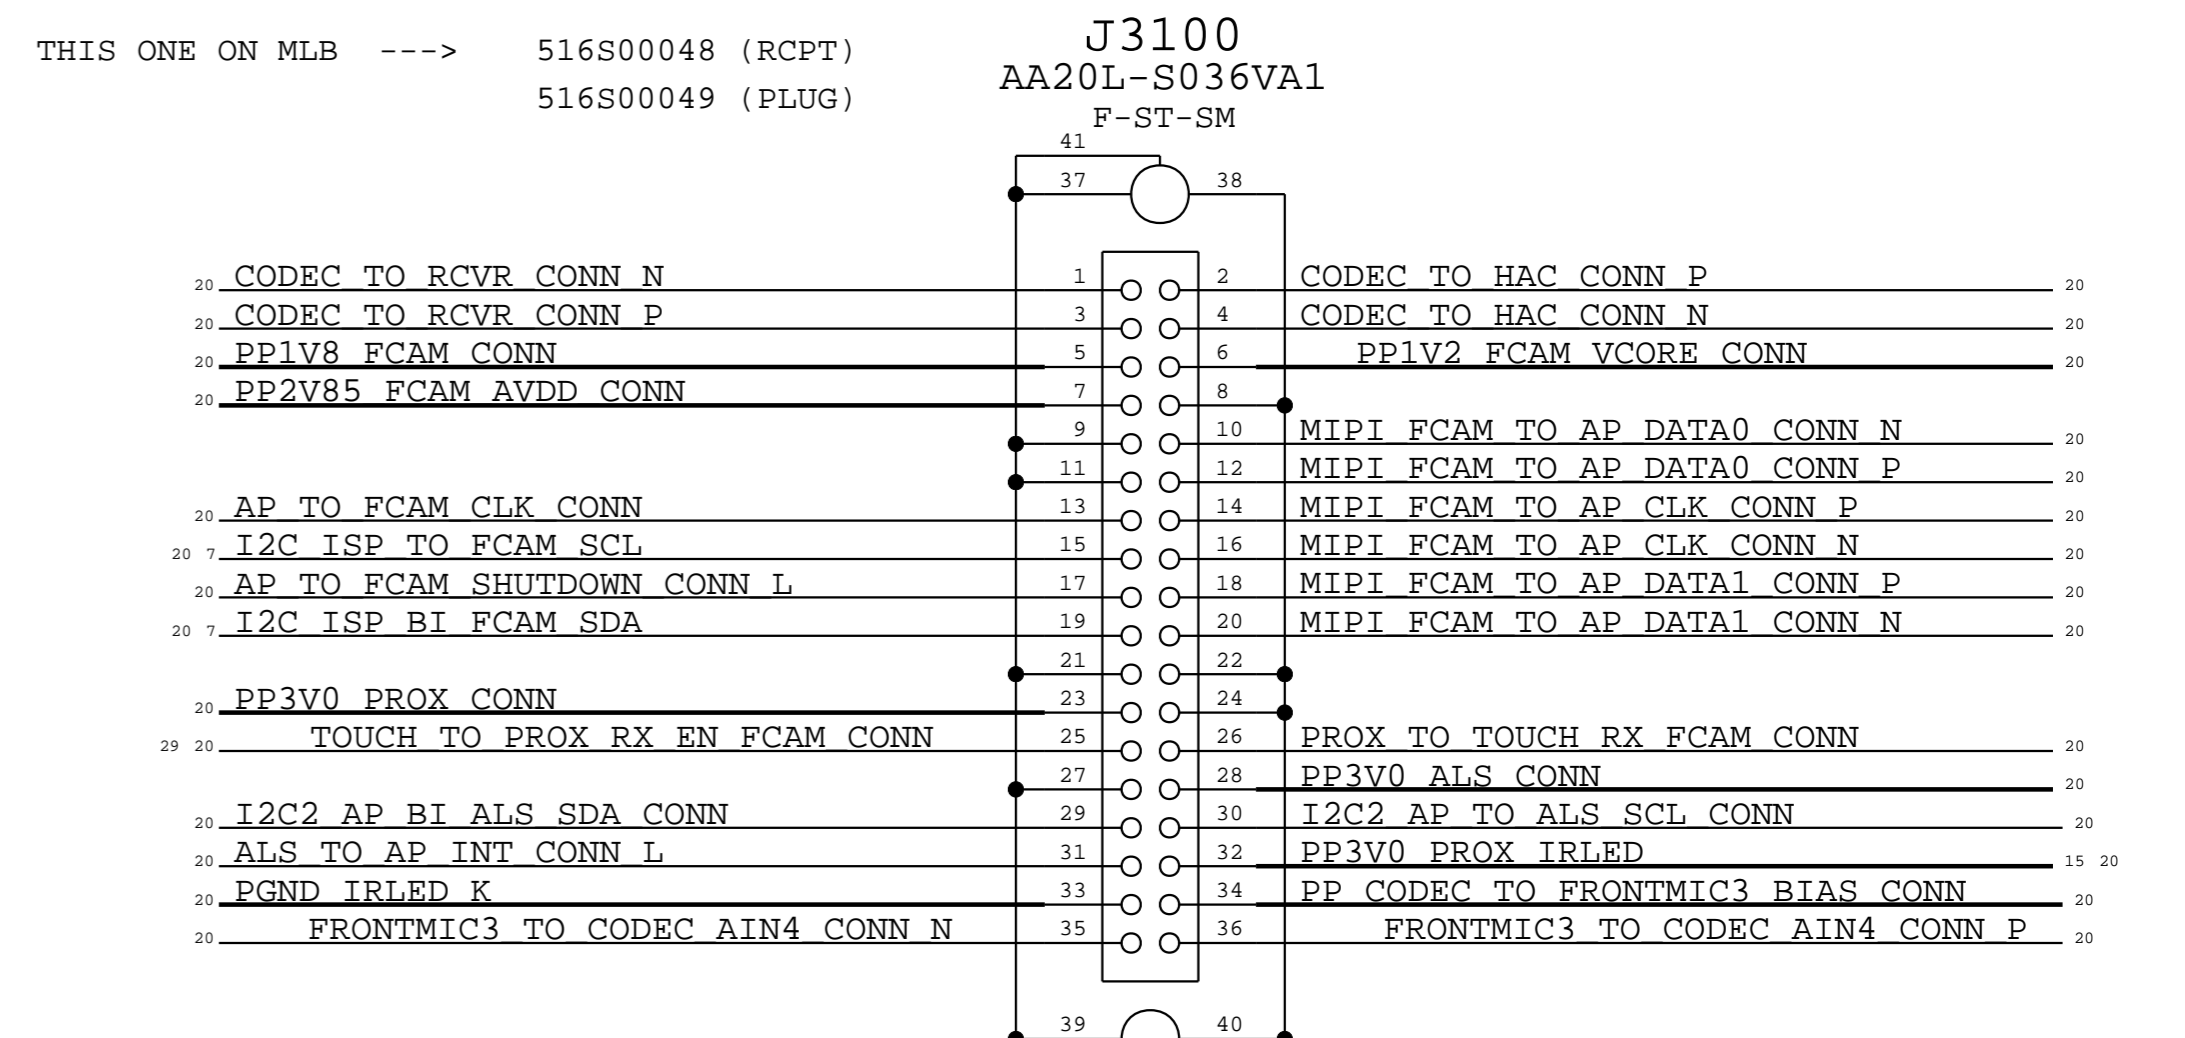 J3100
THIS ONE ON MLB ---> 516S00048 (RCPT)
AA20L-S036VA1
516S00049 (PLUG)
F-ST-SM
41
37 38
20 CODEC_TO_RCVR_CONN_N 1 2 CODEC_TO_HAC_CONN_P 20
20 CODEC_TO_RCVR_CONN_P 3 4 CODEC_TO_HAC_CONN_N 20
20 PP1V8_FCAM_CONN 5 6 PP1V2_FCAM_VCORE_CONN 20
20 PP2V85_FCAM_AVDD_CONN 7 8
9 10 MIPI_FCAM_TO_AP_DATA0_CONN_N 20
11 12 MIPI_FCAM_TO_AP_DATA0_CONN_P 20
20 AP_TO_FCAM_CLK_CONN 13 14 MIPI_FCAM_TO_AP_CLK_CONN_P 20
20 7 I2C_ISP_TO_FCAM_SCL 15 16 MIPI_FCAM_TO_AP_CLK_CONN_N 20
20 AP_TO_FCAM_SHUTDOWN_CONN_L 17 18 MIPI_FCAM_TO_AP_DATA1_CONN_P 20
20 7 I2C_ISP_BI_FCAM_SDA 19 20 MIPI_FCAM_TO_AP_DATA1_CONN_N 20
21 22
20 PP3V0_PROX_CONN 23 24
29 20 TOUCH_TO_PROX_RX_EN_FCAM_CONN 25 26 PROX_TO_TOUCH_RX_FCAM_CONN 20
27 28 PP3V0_ALS_CONN 20
20 I2C2_AP_BI_ALS_SDA_CONN 29 30 I2C2_AP_TO_ALS_SCL_CONN 20
20 ALS_TO_AP_INT_CONN_L 31 32 PP3V0_PROX_IRLED 15 20
20 PGND_IRLED_K 33 34 PP_CODEC_TO_FRONTMIC3_BIAS_CONN 20
20 FRONTMIC3_TO_CODEC_AIN4_CONN_N 35 36 FRONTMIC3_TO_CODEC_AIN4_CONN_P 20
39 40